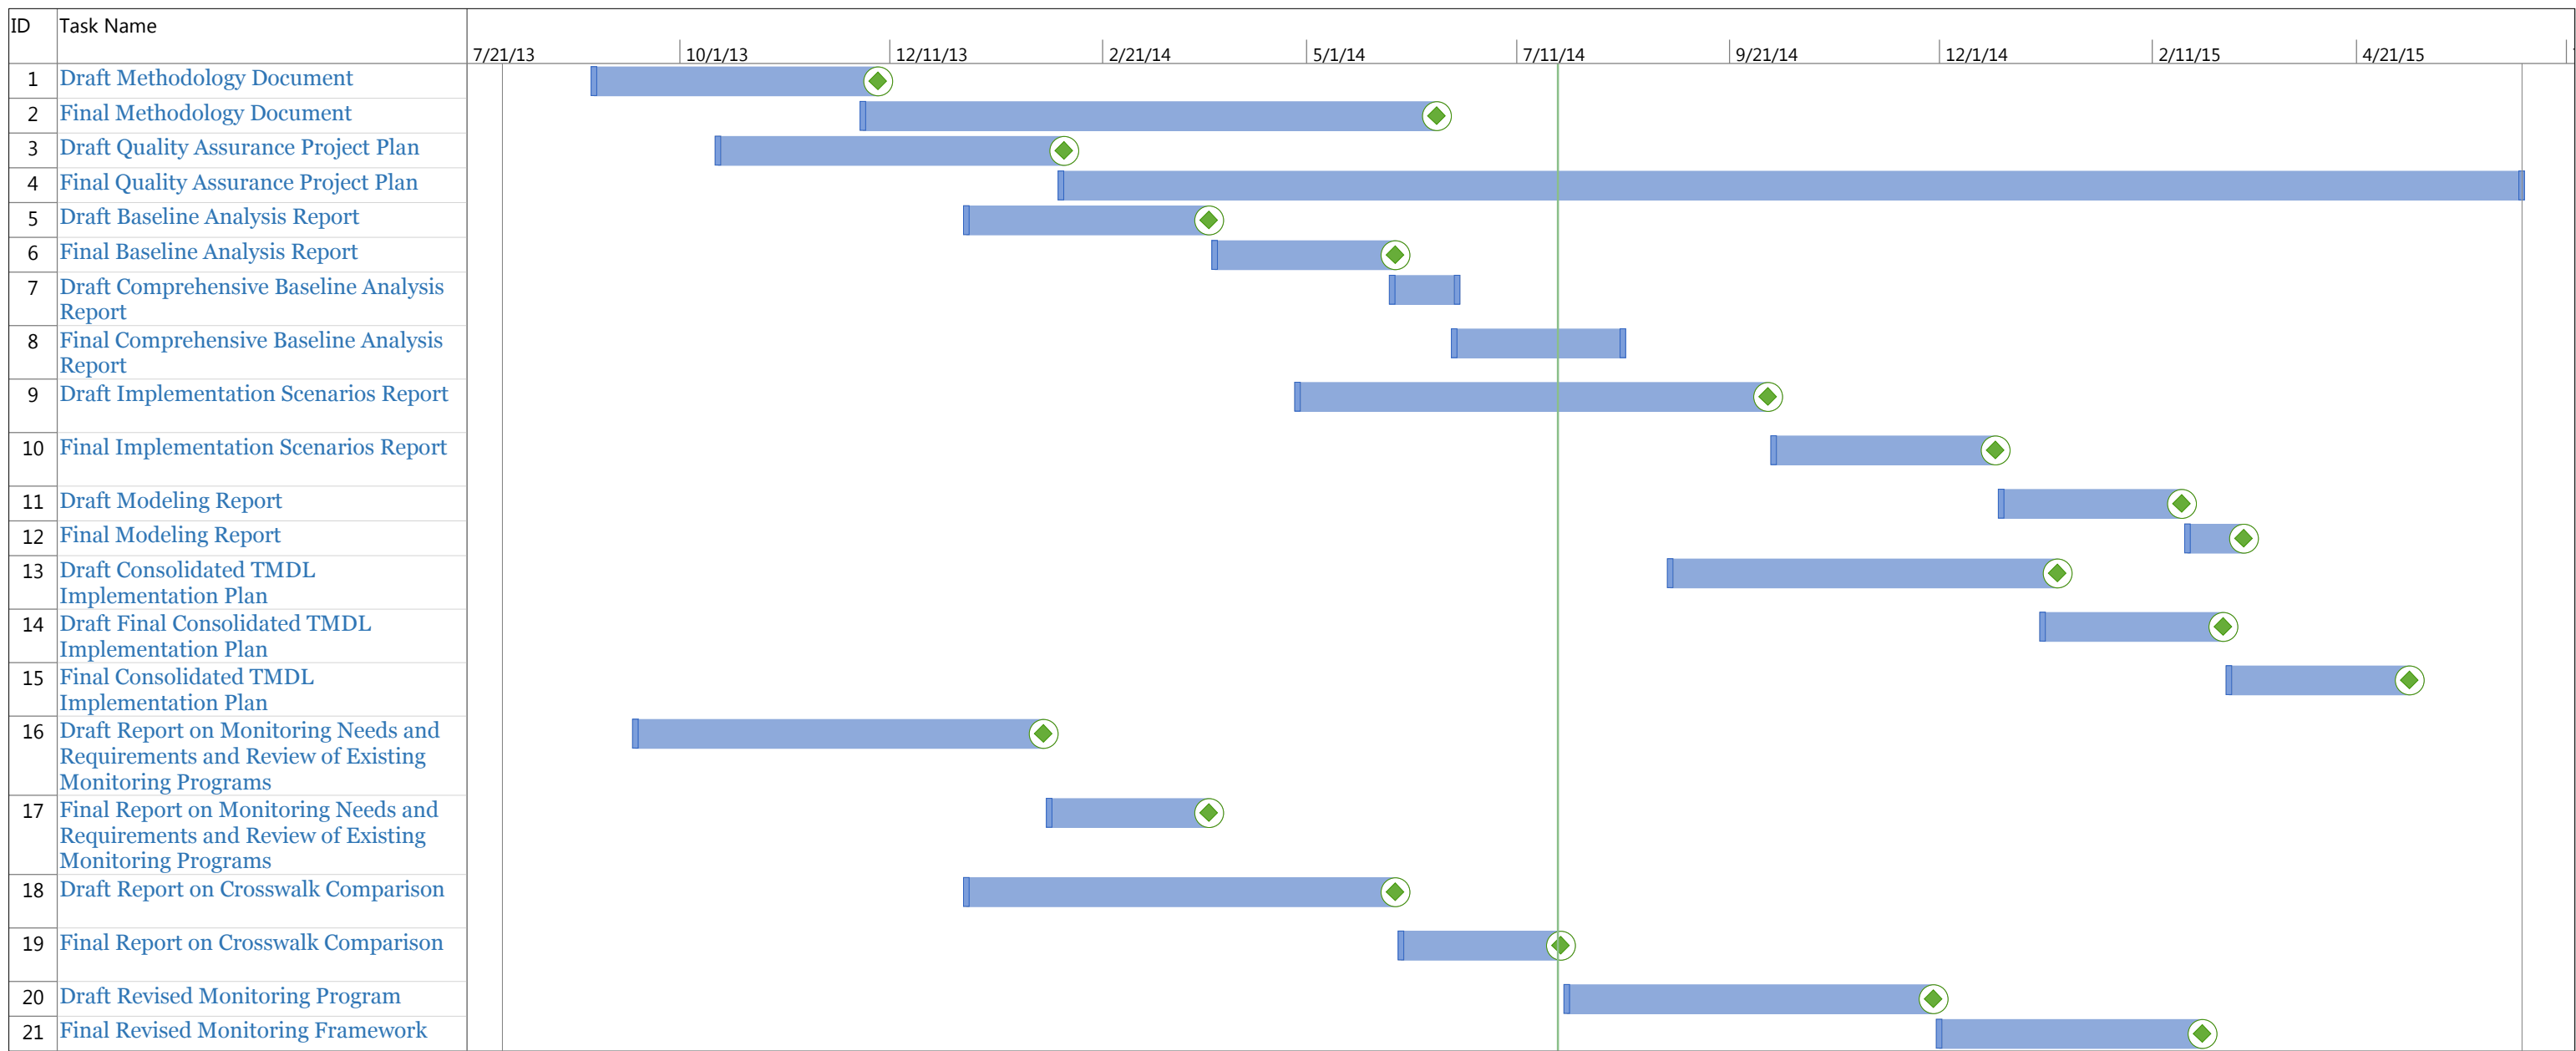 ID Task Name
7/21/13 10/1/13 12/11/13 2/21/14 5/1/14 7/11/14 9/21/14 12/1/14 2/11/15 4/21/15
1 Draft Methodology Document
2 Final Methodology Document
3 Draft Quality Assurance Project Plan
4 Final Quality Assurance Project Plan
5 Draft Baseline Analysis Report
6 Final Baseline Analysis Report
7 Draft Comprehensive Baseline Analysis
Report
8 Final Comprehensive Baseline Analysis
Report
9 Draft Implementation Scenarios Report
10 Final Implementation Scenarios Report
11 Draft Modeling Report
12 Final Modeling Report
13 Draft Consolidated TMDL
Implementation Plan
14 Draft Final Consolidated TMDL
Implementation Plan
15 Final Consolidated TMDL
Implementation Plan
16 Draft Report on Monitoring Needs and
Requirements and Review of Existing
Monitoring Programs
17 Final Report on Monitoring Needs and
Requirements and Review of Existing
Monitoring Programs
18 Draft Report on Crosswalk Comparison
19 Final Report on Crosswalk Comparison
20 Draft Revised Monitoring Program
21 Final Revised Monitoring Framework